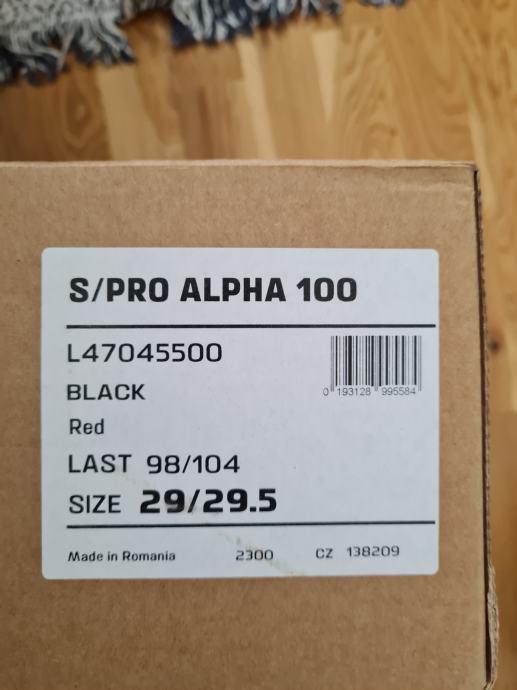 S/PRO ALPHA 100
L47045500
BLACK
0 193128 995584
Red
LAST 98/104
SIZE 29/29.5
Made in Romania 2300 CZ 138209